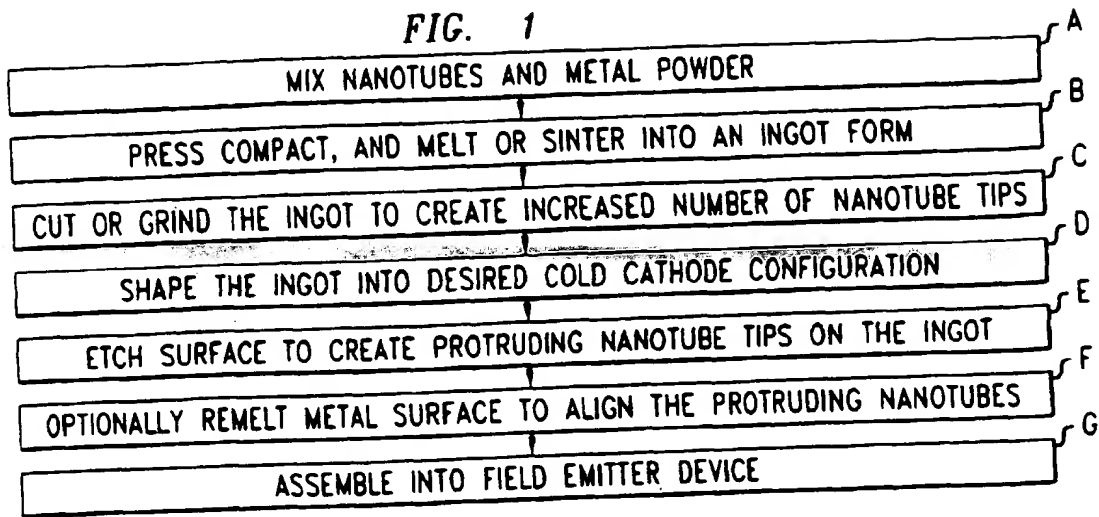 FIG. 1
A
MIX NANOTUBES AND METAL POWDER
B
PRESS COMPACT, AND MELT OR SINTER INTO AN INGOT FORM
C
CUT OR GRIND THE INGOT TO CREATE INCREASED NUMBER OF NANOTUBE TIPS
D
SHAPE THE INGOT INTO DESIRED COLD CATHODE CONFIGURATION
E
ETCH SURFACE TO CREATE PROTRUDING NANOTUBE TIPS ON THE INGOT
F
OPTIONALLY REMELT METAL SURFACE TO ALIGN THE PROTRUDING NANOTUBES
G
ASSEMBLE INTO FIELD EMITTER DEVICE